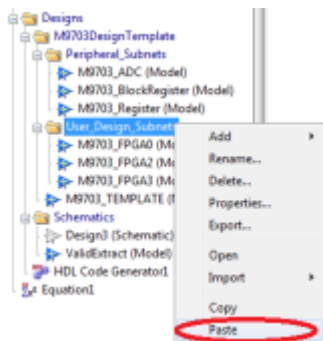 Designs
M9703DesignTemplate
Peripheral_Subnets
M9703_ADC (Model)
M9703_BlockRegister (Model)
M9703_Register (Model)
User_Design_Subnets
M9703_FPGA0 (Mo
M9703_FPGA2 (Mo
M9703_FPGA3 (Mo
M9703_TEMPLATE (
Schematics
Design3 (Schematic)
ValidExtract (Model)
HDL Code Generator1
Equation1
Add
Rename...
Delete...
Properties...
Export...
Open
Import
Copy
Paste